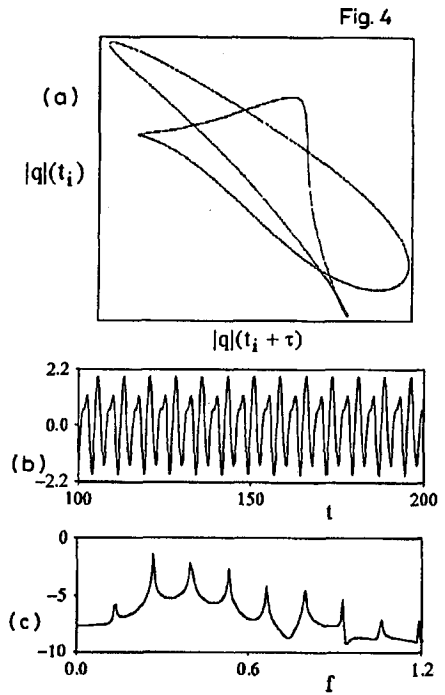 Fig. 4
(a)
|q|(t_i)
|q|(t_i + τ)
2.2
0.0
(b)
-2.2
100 150 200
t
0
-5
(c)
-10
0.0 0.6 1.2
f